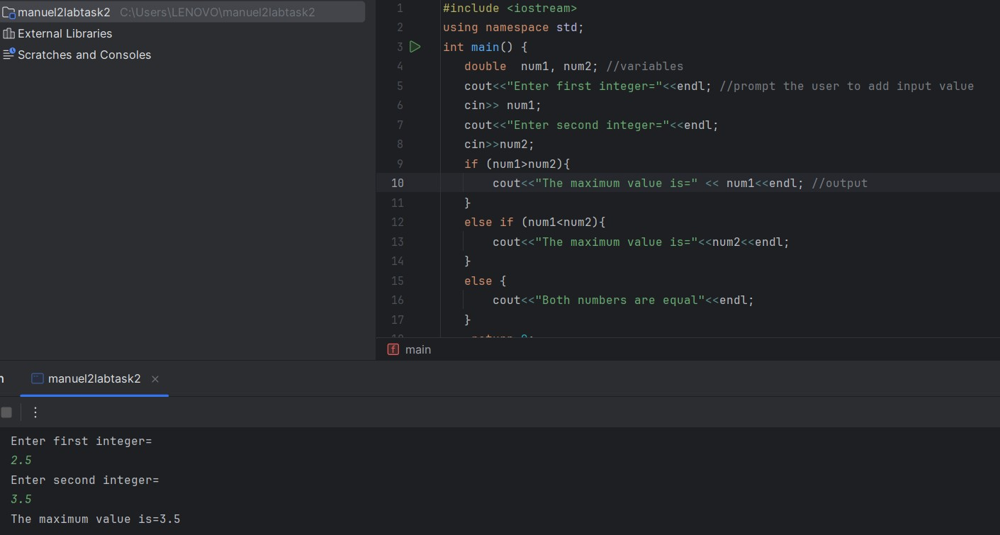 manuel2labtask2 C:\Users\LENOVO\manuel2labtask2
External Libraries
Scratches and Consoles
1 #include <iostream>
2 using namespace std;
3 int main() {
4 double  num1, num2; //variables
5 cout<<"Enter first integer="<<endl; //prompt the user to add input value
6 cin>> num1;
7 cout<<"Enter second integer="<<endl;
8 cin>>num2;
9 if (num1>num2){
10 cout<<"The maximum value is=" << num1<<endl; //output
11 }
12 else if (num1<num2){
13 cout<<"The maximum value is="<<num2<<endl;
14 }
15 else {
16 cout<<"Both numbers are equal"<<endl;
17 }
18 return 0;
f main
n manuel2labtask2 ×
Enter first integer=
2.5
Enter second integer=
3.5
The maximum value is=3.5